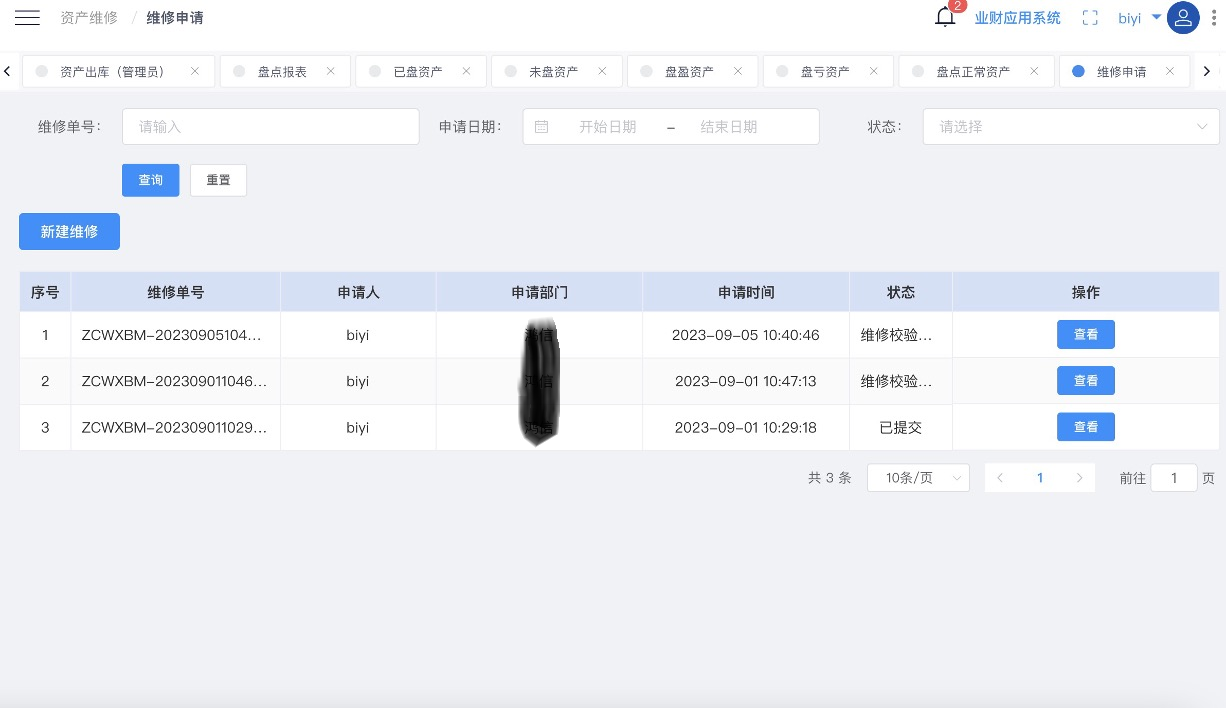 资产维修 / 维修申请 2 业财应用系统 biyi
资产出库（管理员） 盘点报表 已盘资产 未盘资产 盘盈资产 盘亏资产 盘点正常资产 维修申请
维修单号： 请输入 申请日期： 开始日期 – 结束日期 状态： 请选择
查询 重置
新建维修
序号 维修单号 申请人 申请部门 申请时间 状态 操作
1 ZCWXBM-20230905104... biyi 2023-09-05 10:40:46 维修校验... 查看
2 ZCWXBM-202309011046... biyi 2023-09-01 10:47:13 维修校验... 查看
3 ZCWXBM-202309011029... biyi 2023-09-01 10:29:18 已提交 查看
共 3 条 10条/页 1 前往 1 页